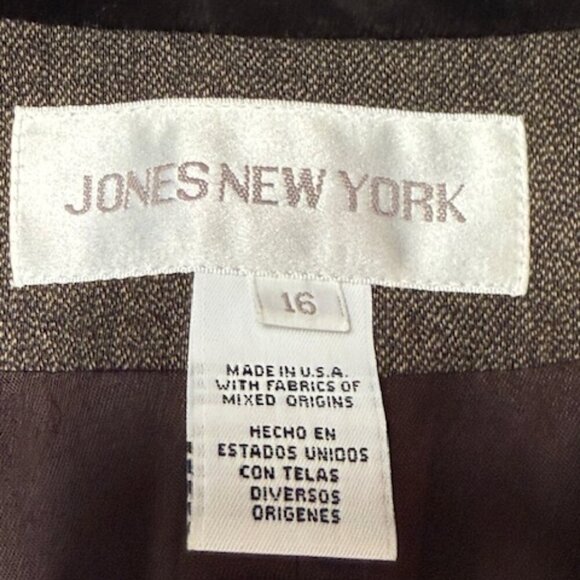 JONES NEW YORK
16
MADE IN U.S.A.
WITH FABRICS OF
MIXED ORIGINS
HECHO EN
ESTADOS UNIDOS
CON TELAS
DIVERSOS
ORIGENES